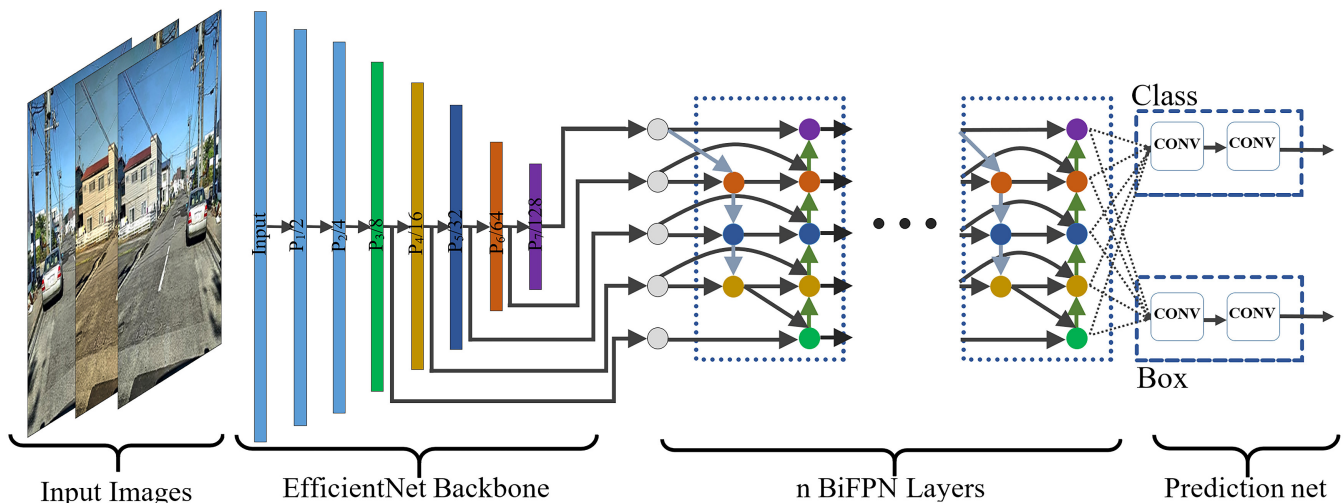 Input
P₁/2
P₂/4
P₃/8
P₄/16
P₅/32
P₆/64
P₇/128
Class
CONV
CONV
CONV
CONV
Box
Input Images
EfficientNet Backbone
n BiFPN Layers
Prediction net